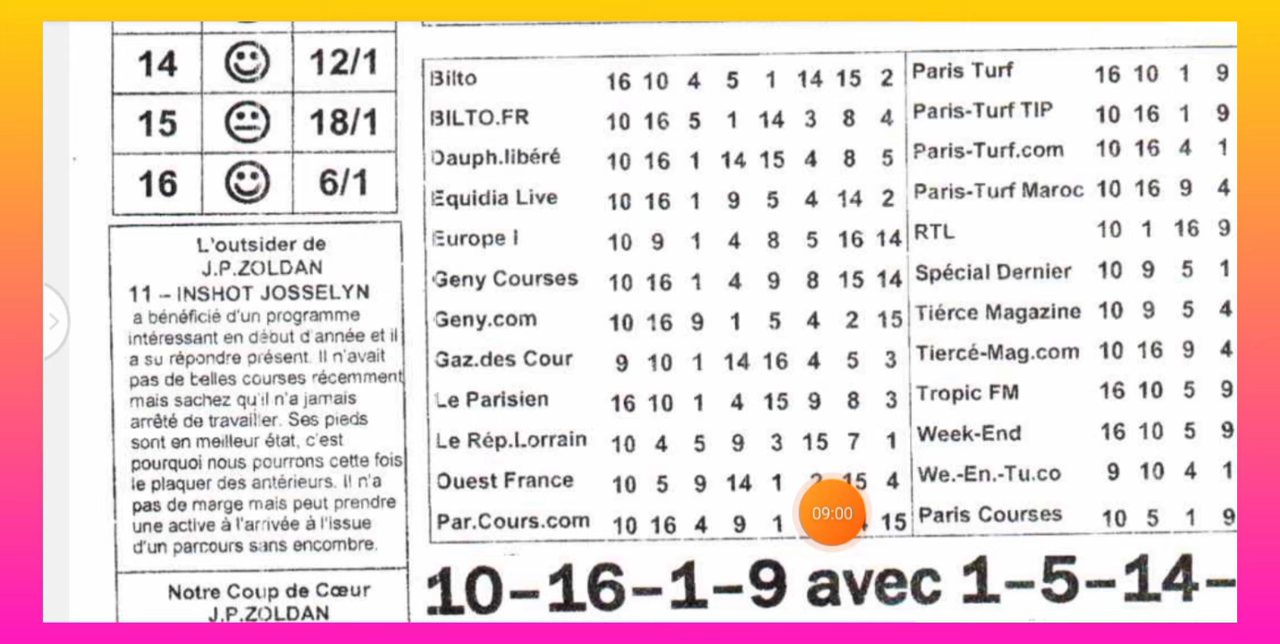 14 12/1
15 18/1
16 6/1
L'outsider de
J.P.ZOLDAN
11 – INSHOT JOSSELYN
a bénéficié d'un programme
intéressant en début d'année et il
a su répondre présent. Il n'avait
pas de belles courses récemment
mais sachez qu'il n'a jamais
arrêté de travailler. Ses pieds
sont en meilleur état, c'est
pourquoi nous pourrons cette fois
le plaquer des antérieurs. Il n'a
pas de marge mais peut prendre
une active à l'arrivée à l'issue
d'un parcours sans encombre.
Notre Coup de Cœur
J.P.ZOLDAN
Bilto 16 10 4 5 1 14 15 2
BILTO.FR 10 16 5 1 14 3 8 4
Dauph.libéré 10 16 1 14 15 4 8 5
Equidia Live 10 16 1 9 5 4 14 2
Europe I 10 9 1 4 8 5 16 14
Geny Courses 10 16 1 4 9 8 15 14
Geny.com 10 16 9 1 5 4 2 15
Gaz.des Cour 9 10 1 14 16 4 5 3
Le Parisien 16 10 1 4 15 9 8 3
Le Rép.Lorrain 10 4 5 9 3 15 7 1
Ouest France 10 5 9 14 1 15 4
Par.Cours.com 10 16 4 9 1 15
Paris Turf 16 10 1 9
Paris-Turf TIP 10 16 1 9
Paris-Turf.com 10 16 4 1
Paris-Turf Maroc 10 16 9 4
RTL 10 1 16 9
Spécial Dernier 10 9 5 1
Tiérce Magazine 10 9 5 4
Tiercé-Mag.com 10 16 9 4
Tropic FM 16 10 5 9
Week-End 16 10 5 9
We.-En.-Tu.co 9 10 4 1
Paris Courses 10 5 1 9
09:00
10–16–1–9 avec 1–5–14–